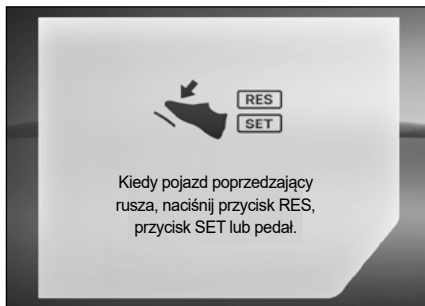 RES
SET
Kiedy pojazd poprzedzający
rusza, naciśnij przycisk RES,
przycisk SET lub pedał.